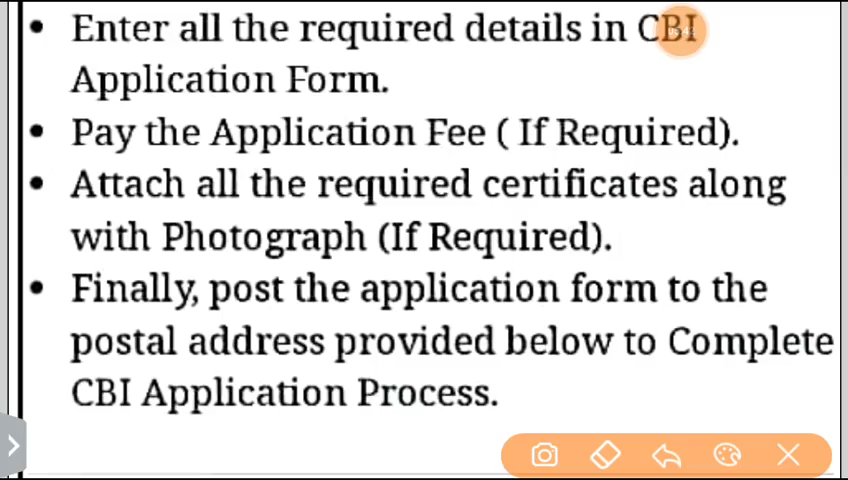 • Enter all the required details in CBI
Application Form.
• Pay the Application Fee ( If Required).
• Attach all the required certificates along
with Photograph (If Required).
• Finally, post the application form to the
postal address provided below to Complete
CBI Application Process.